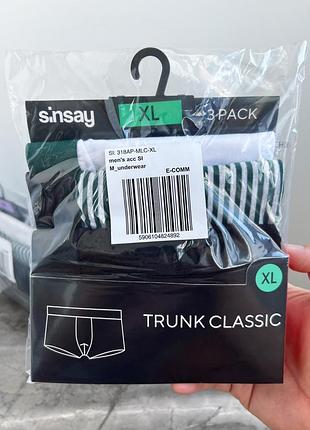 sinsay
XL
3-PACK
SI: 318AP-MLC-XL
men's acc SI
M_underwear
E-COMM
5906104624892
XL
TRUNK CLASSIC